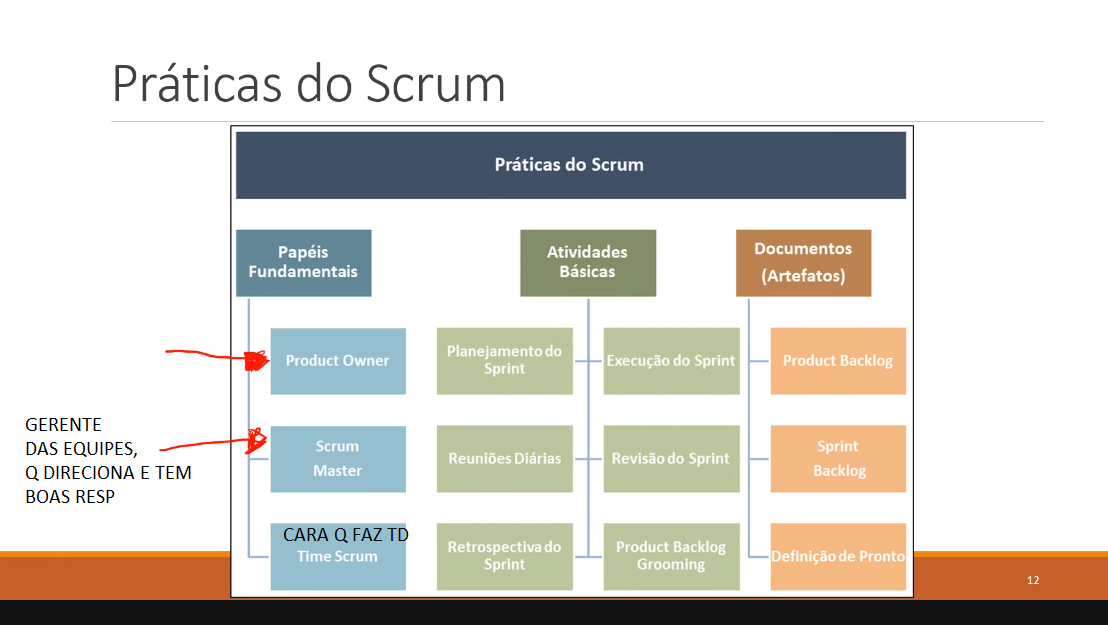 Práticas do Scrum
Práticas do Scrum
Papéis
Fundamentais
Atividades
Básicas
Documentos
(Artefatos)
Product Owner
Planejamento do
Sprint
Execução do Sprint
Product Backlog
GERENTE
DAS EQUIPES,
Q DIRECIONA E TEM
BOAS RESP
Scrum
Master
Reuniões Diárias
Revisão do Sprint
Sprint
Backlog
CARA Q FAZ TD
Time Scrum
Retrospectiva do
Sprint
Product Backlog
Grooming
Definição de Pronto
12